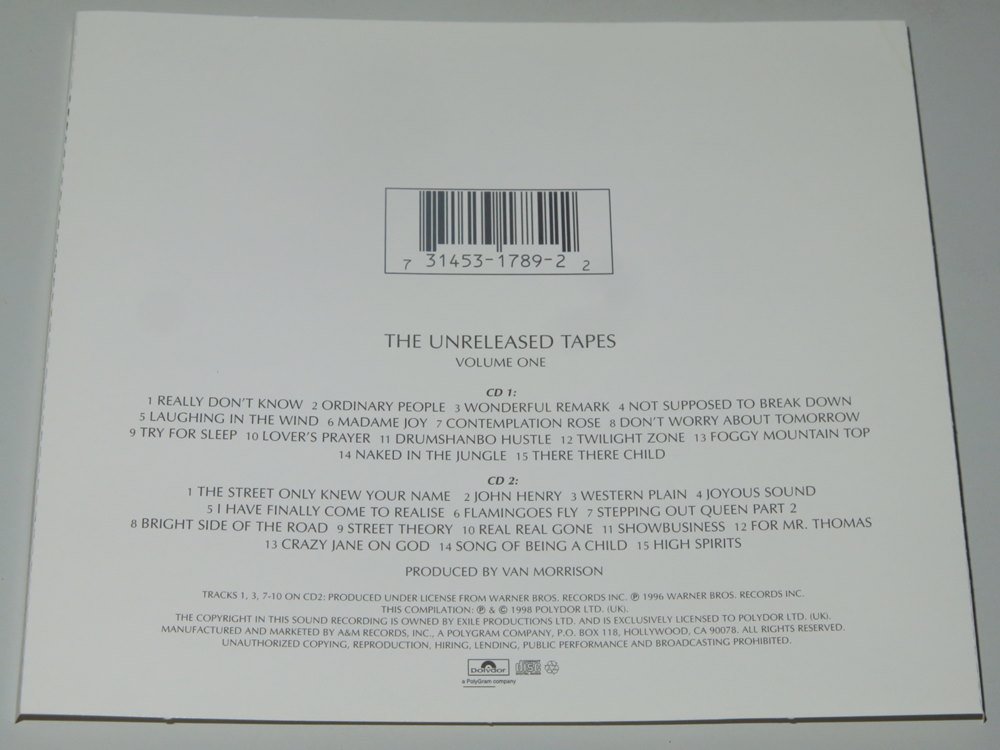 7 31453-1789-2 2
THE UNRELEASED TAPES
VOLUME ONE
CD 1:
1 REALLY DON'T KNOW 2 ORDINARY PEOPLE 3 WONDERFUL REMARK 4 NOT SUPPOSED TO BREAK DOWN
5 LAUGHING IN THE WIND 6 MADAME JOY 7 CONTEMPLATION ROSE 8 DON'T WORRY ABOUT TOMORROW
9 TRY FOR SLEEP 10 LOVER'S PRAYER 11 DRUMSHANBO HUSTLE 12 TWILIGHT ZONE 13 FOGGY MOUNTAIN TOP
14 NAKED IN THE JUNGLE 15 THERE THERE CHILD
CD 2:
1 THE STREET ONLY KNEW YOUR NAME 2 JOHN HENRY 3 WESTERN PLAIN 4 JOYOUS SOUND
5 I HAVE FINALLY COME TO REALISE 6 FLAMINGOES FLY 7 STEPPING OUT QUEEN PART 2
8 BRIGHT SIDE OF THE ROAD 9 STREET THEORY 10 REAL REAL GONE 11 SHOWBUSINESS 12 FOR MR. THOMAS
13 CRAZY JANE ON GOD 14 SONG OF BEING A CHILD 15 HIGH SPIRITS
PRODUCED BY VAN MORRISON
TRACKS 1, 3, 7-10 ON CD2: PRODUCED UNDER LICENSE FROM WARNER BROS. RECORDS INC. ℗ 1996 WARNER BROS. RECORDS INC.
THIS COMPILATION: ℗ & © 1998 POLYDOR LTD. (UK).
THE COPYRIGHT IN THIS SOUND RECORDING IS OWNED BY EXILE PRODUCTIONS LTD. AND IS EXCLUSIVELY LICENSED TO POLYDOR LTD. (UK).
MANUFACTURED AND MARKETED BY A&M RECORDS, INC., A POLYGRAM COMPANY, P.O. BOX 118, HOLLYWOOD, CA 90078. ALL RIGHTS RESERVED.
UNAUTHORIZED COPYING, REPRODUCTION, HIRING, LENDING, PUBLIC PERFORMANCE AND BROADCASTING PROHIBITED.
Polydor
a PolyGram company